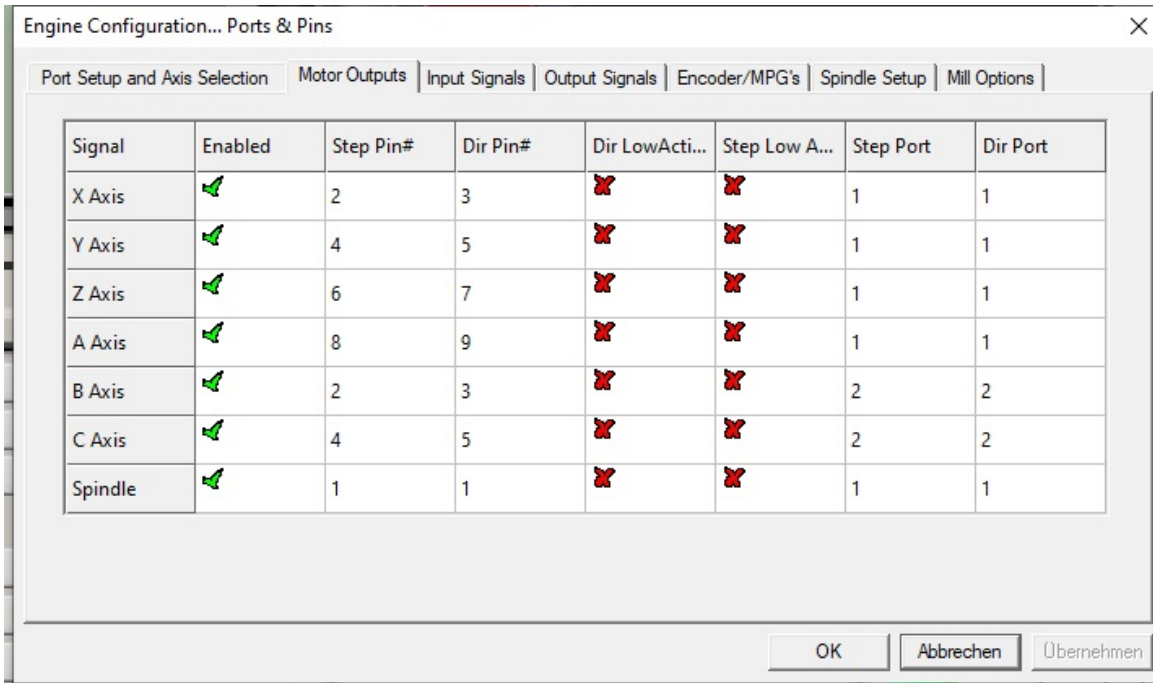 Engine Configuration... Ports & Pins
Port Setup and Axis Selection Motor Outputs Input Signals Output Signals Encoder/MPG's Spindle Setup Mill Options
Signal Enabled Step Pin# Dir Pin# Dir LowActi... Step Low A... Step Port Dir Port
X Axis 2 3 1 1
Y Axis 4 5 1 1
Z Axis 6 7 1 1
A Axis 8 9 1 1
B Axis 2 3 2 2
C Axis 4 5 2 2
Spindle 1 1 1 1
OK Abbrechen Übernehmen